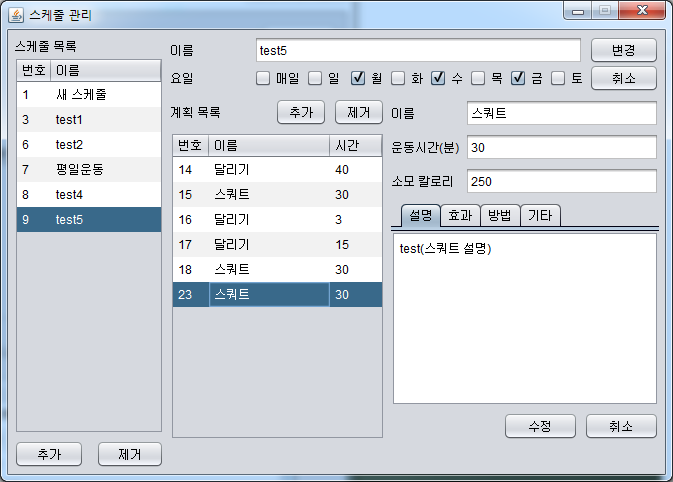 스케줄 관리
스케줄 목록
번호 이름
1 새 스케줄
3 test1
6 test2
7 평일운동
8 test4
9 test5
추가 제거
이름 test5 변경
요일 매일 일 월 화 수 목 금 토 취소
계획 목록 추가 제거
번호 이름 시간
14 달리기 40
15 스쿼트 30
16 달리기 3
17 달리기 15
18 스쿼트 30
23 스쿼트 30
이름 스쿼트
운동시간(분) 30
소모 칼로리 250
설명 효과 방법 기타
test(스쿼트 설명)
수정 취소